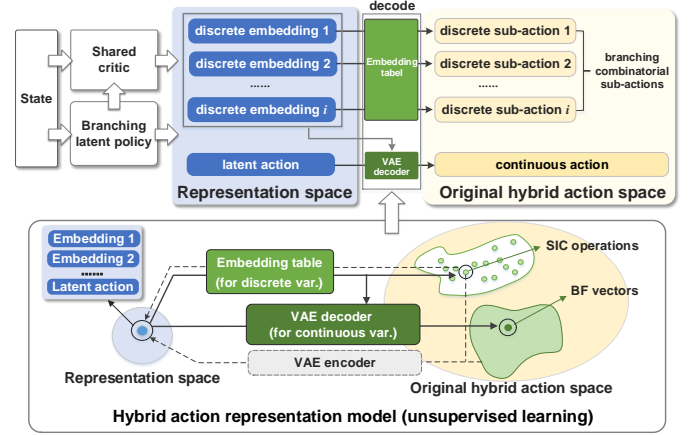 decode
State
Shared
critic
Branching
latent policy
discrete embedding 1
discrete embedding 2
......
discrete embedding i
latent action
Representation space
Embedding
tabel
VAE
decoder
discrete sub-action 1
discrete sub-action 2
......
discrete sub-action i
branching
combinatorial
sub-actions
continuous action
Original hybrid action space
Embedding 1
Embedding 2
......
Latent action
Representation space
Embedding table
(for discrete var.)
VAE decoder
(for continuous var.)
VAE encoder
SIC operations
BF vectors
Original hybrid action space
Hybrid action representation model (unsupervised learning)